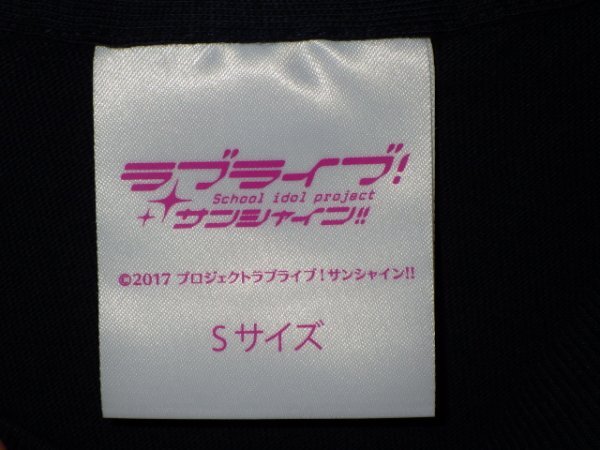 ラブライブ!
School idol project
サンシャイン!!
©2017 プロジェクトラブライブ!サンシャイン!!
Sサイズ